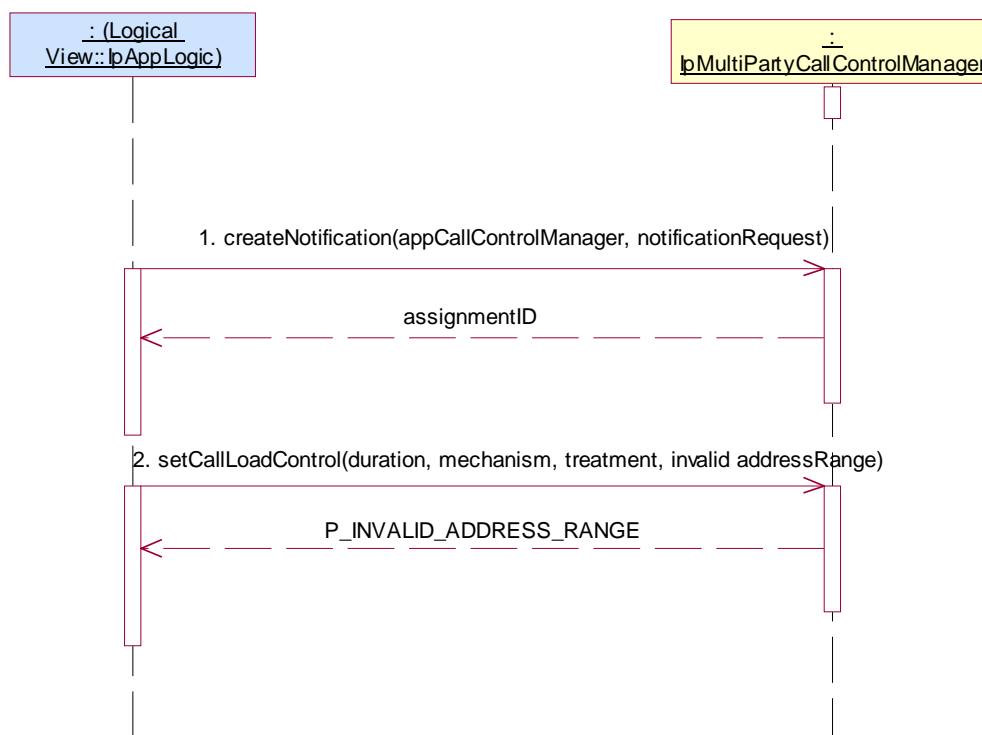 : (Logical
View::IpAppLogic)
:
IpMultiPartyCallControlManager
1. createNotification(appCallControlManager, notificationRequest)
assignmentID
2. setCallLoadControl(duration, mechanism, treatment, invalid addressRange)
P_INVALID_ADDRESS_RANGE